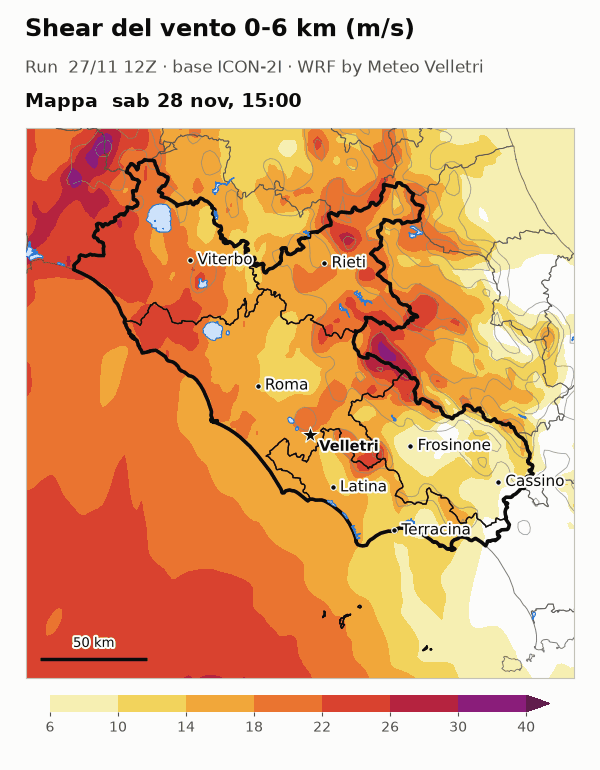 Shear del vento 0-6 km (m/s)
Run  27/11 12Z · base ICON-2I · WRF by Meteo Velletri
Mappa  sab 28 nov, 15:00
Viterbo
Rieti
Roma
Velletri
Frosinone
Latina
Cassino
Terracina
50 km
6 10 14 18 22 26 30 40